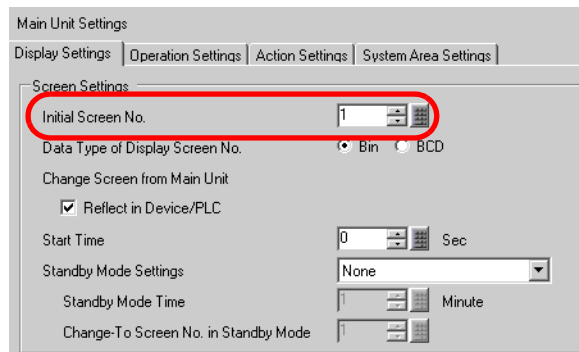 Main Unit Settings
Display Settings Operation Settings Action Settings System Area Settings
Screen Settings
Initial Screen No. 1
Data Type of Display Screen No. Bin BCD
Change Screen from Main Unit
Reflect in Device/PLC
Start Time 0 Sec
Standby Mode Settings None
Standby Mode Time 1 Minute
Change-To Screen No. in Standby Mode 1